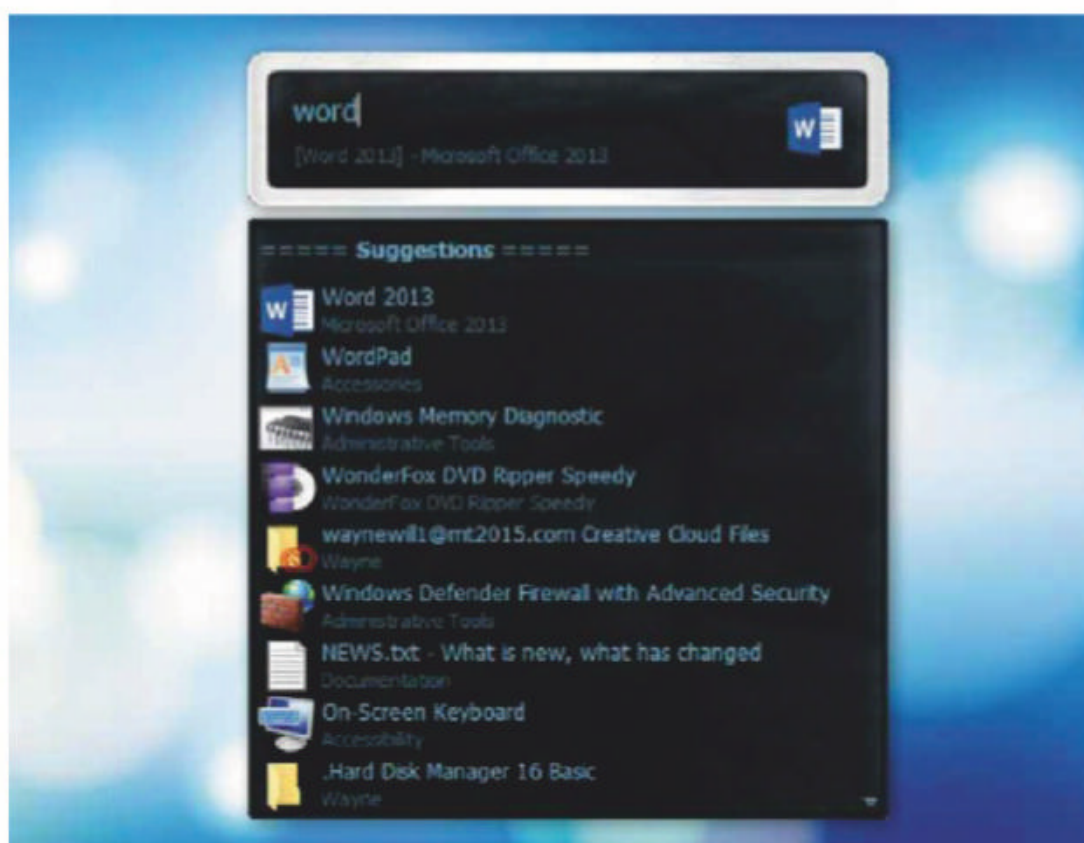 word
[Word 2013] - Microsoft Office 2013
===== Suggestions =====
Word 2013
Microsoft Office 2013
WordPad
Accessories
Windows Memory Diagnostic
Administrative Tools
WonderFox DVD Ripper Speedy
WonderFox DVD Ripper Speedy
waynewill1@mt2015.com Creative Cloud Files
Wayne
Windows Defender Firewall with Advanced Security
Administrative Tools
NEWS.txt - What is new, what has changed
Documentation
On-Screen Keyboard
Accessibility
.Hard Disk Manager 16 Basic
Wayne